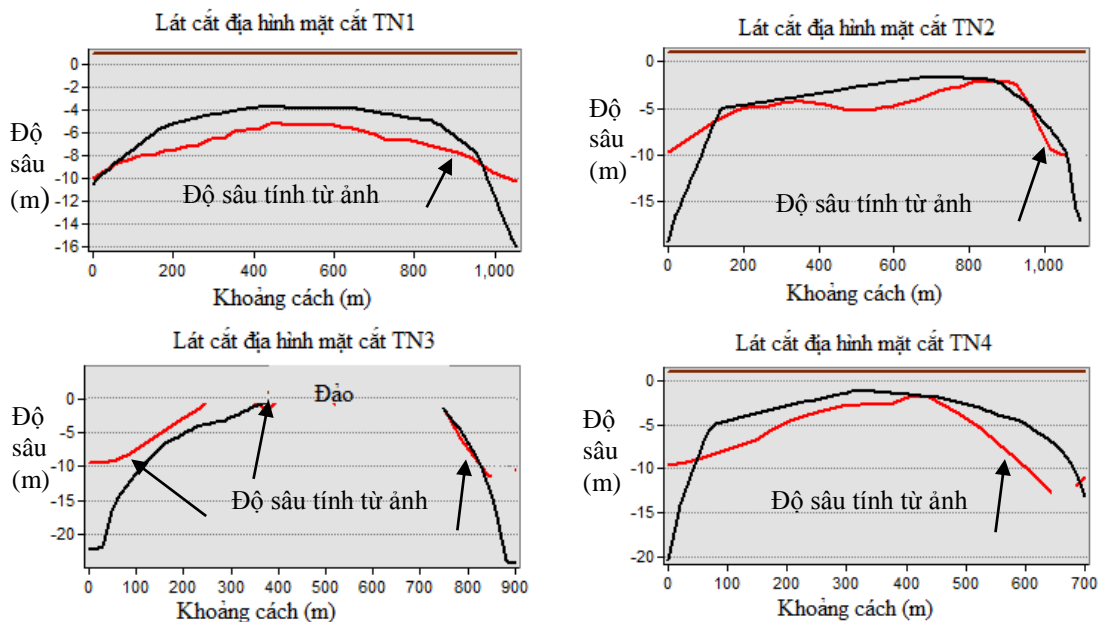 Lát cắt địa hình mặt cắt TN1
0
-2
-4
-6
-8
-10
-12
-14
-16
Độ
sâu
(m)
Độ sâu tính từ ảnh
0
200
400
600
800
1,000
Khoảng cách (m)
Lát cắt địa hình mặt cắt TN2
0
-5
-10
-15
Độ
sâu
(m)
Độ sâu tính từ ảnh
0
200
400
600
800
1,000
Khoảng cách (m)
Lát cắt địa hình mặt cắt TN3
Đảo
0
-5
-10
-15
-20
Độ
sâu
(m)
Độ sâu tính từ ảnh
0
100
200
300
400
500
600
700
800
900
Khoảng cách (m)
Lát cắt địa hình mặt cắt TN4
0
-5
-10
-15
-20
Độ
sâu
(m)
Độ sâu tính từ ảnh
0
100
200
300
400
500
600
700
Khoảng cách (m)